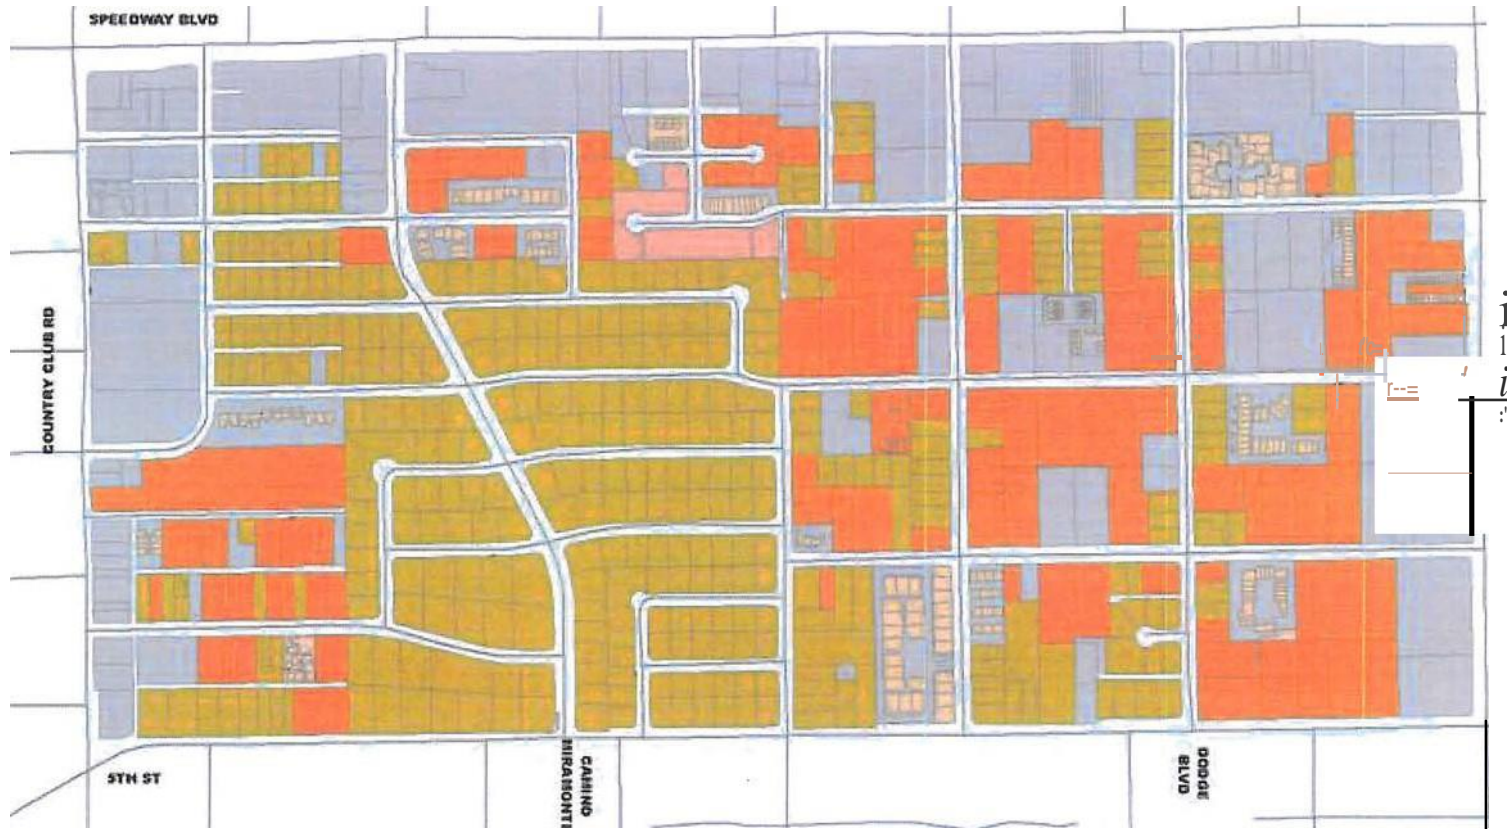 SPEEDWAY BLVD
COUNTRY CLUB RD
5TH ST
CAMINO
MIRAMONTE
DODGE
BLVD